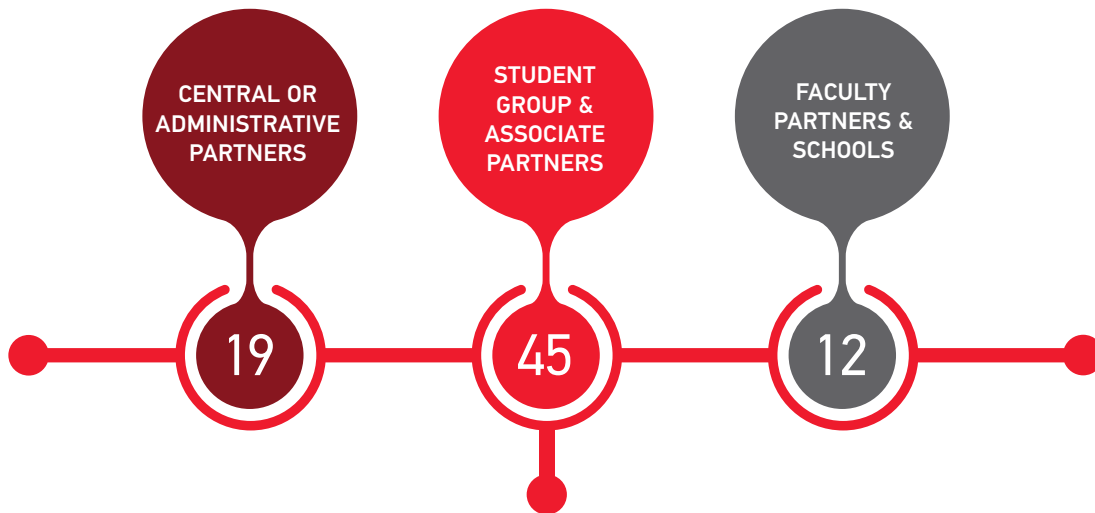 CENTRAL OR
ADMINISTRATIVE
PARTNERS
STUDENT
GROUP &
ASSOCIATE
PARTNERS
FACULTY
PARTNERS &
SCHOOLS
19
45
12